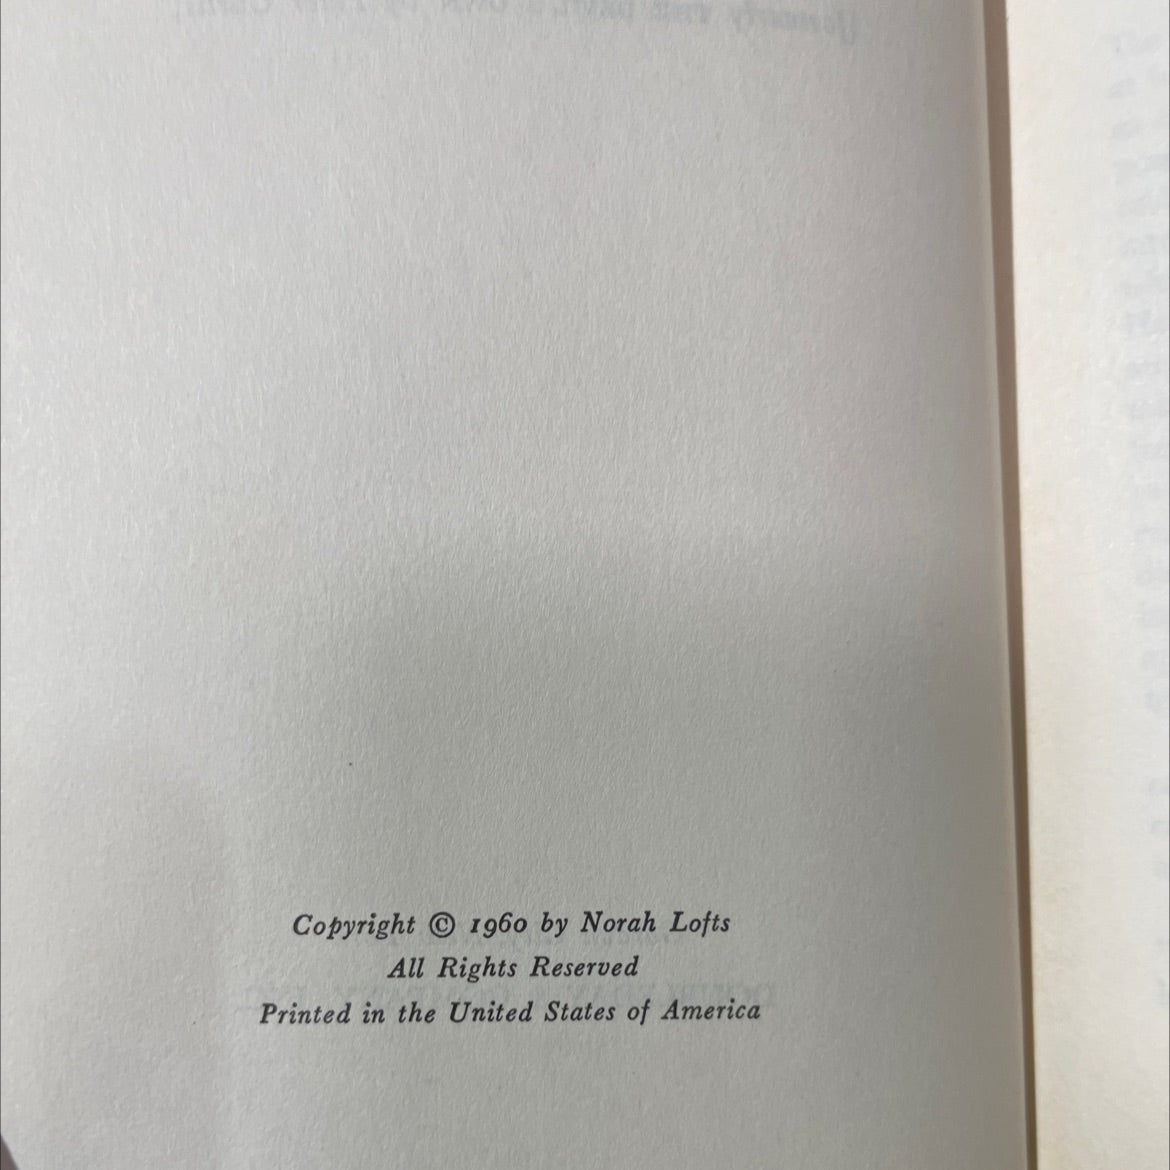 Copyright © 1960 by Norah Lofts
All Rights Reserved
Printed in the United States of America